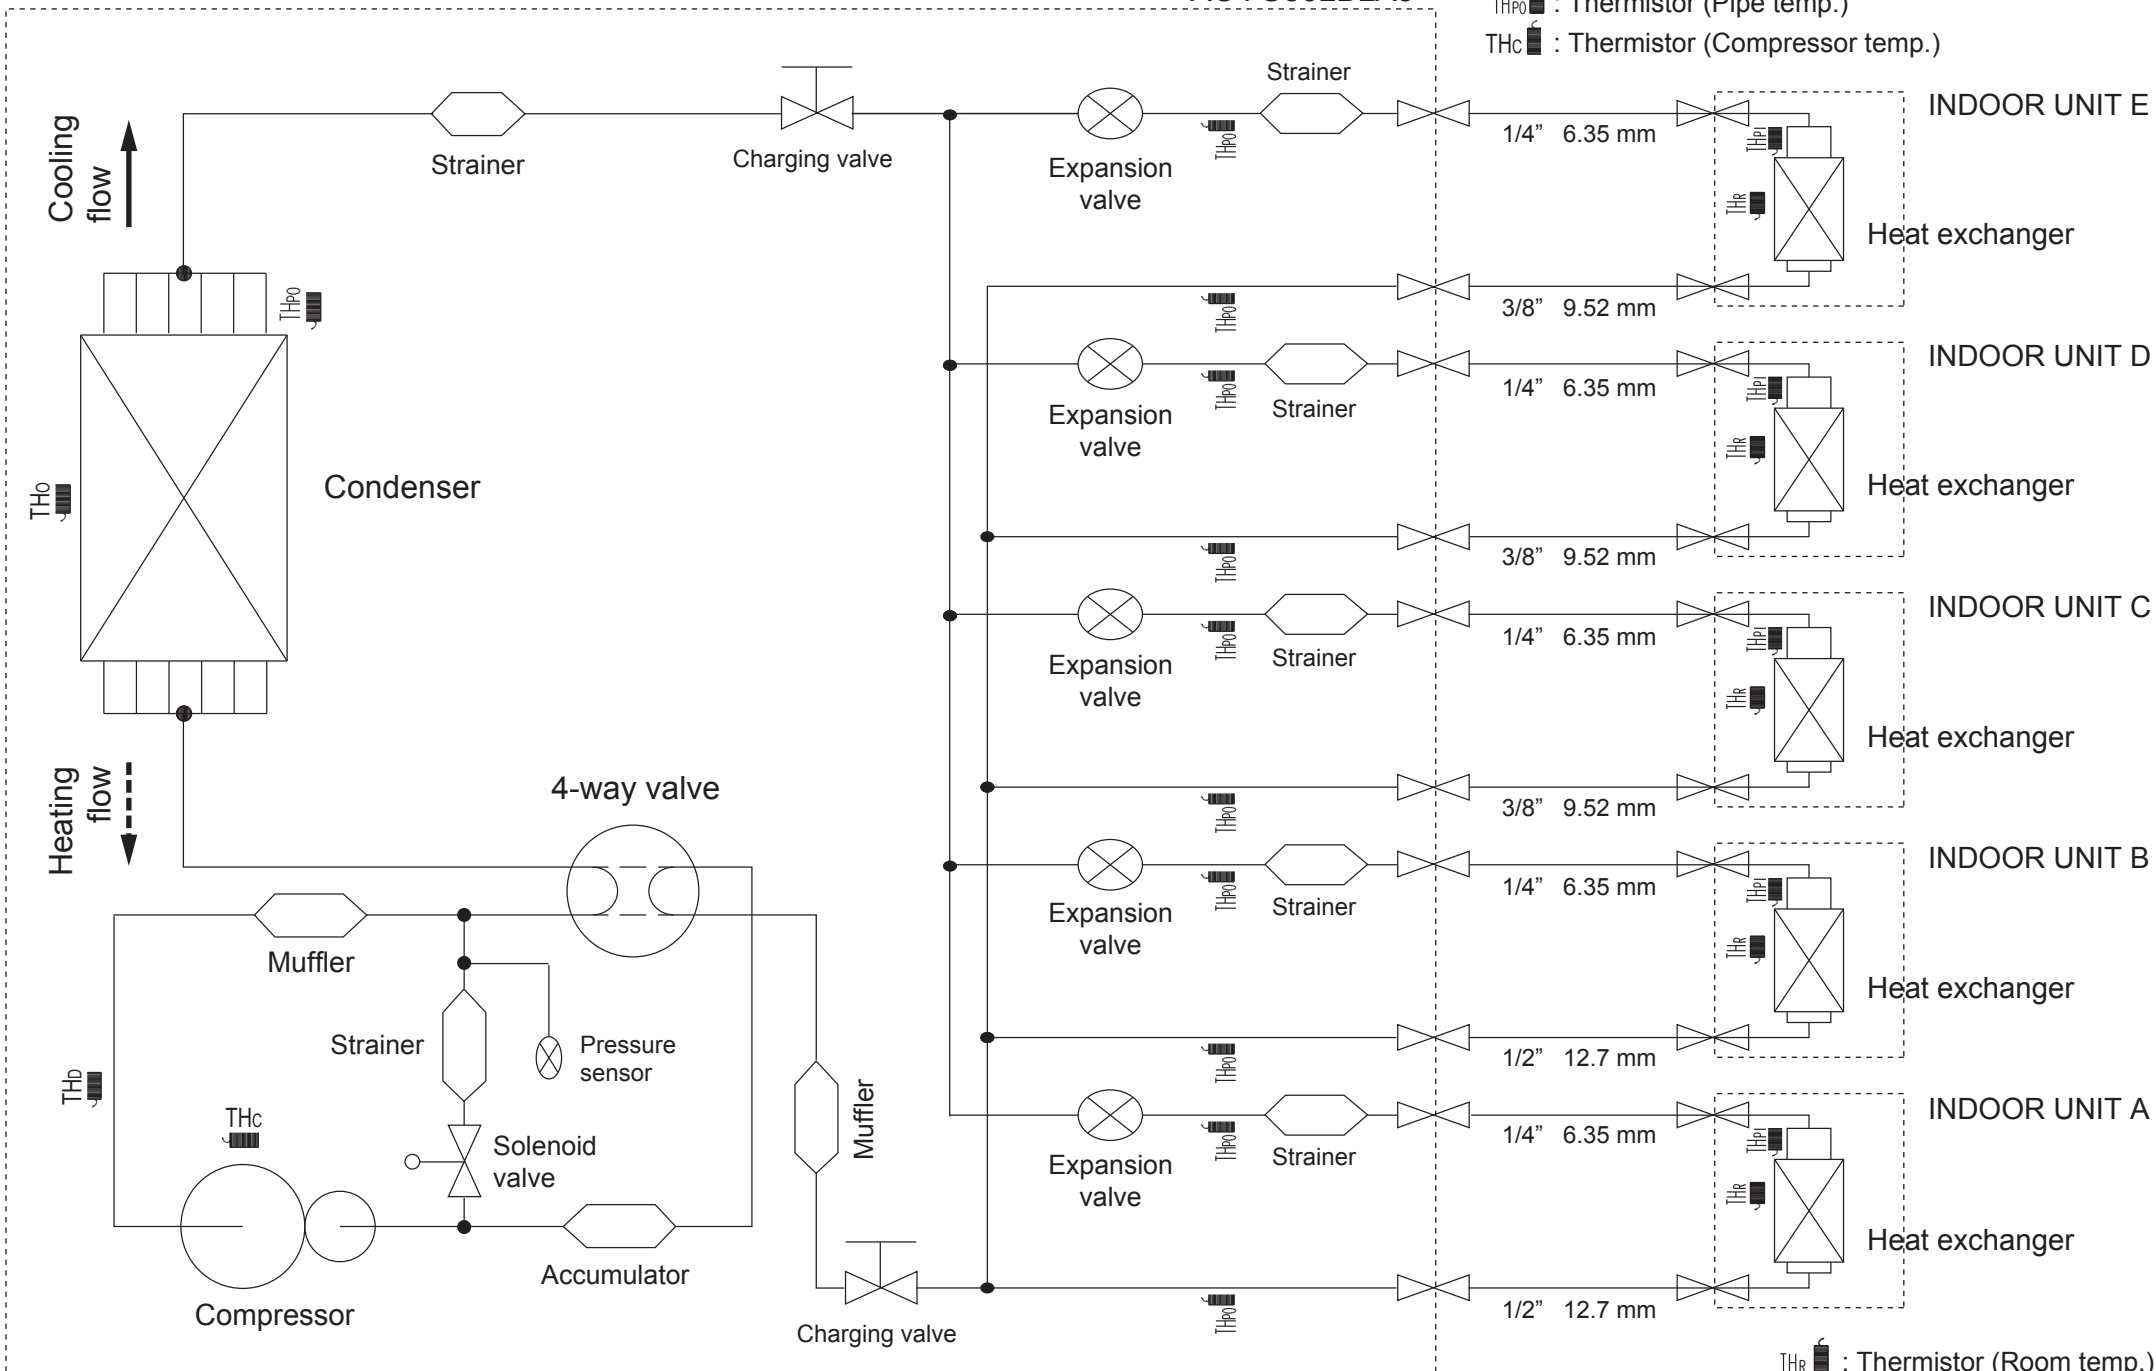 THPO : Thermistor (Pipe temp.)
THC : Thermistor (Compressor temp.)
Cooling
flow
Strainer
Charging valve
Expansion
valve
THPO
Strainer
1/4” 6.35 mm
INDOOR UNIT E
THPI
THR
Heat exchanger
THPO
3/8” 9.52 mm
THPO
Condenser
THO
Expansion
valve
THPO
Strainer
1/4” 6.35 mm
INDOOR UNIT D
THPI
THR
Heat exchanger
THPO
3/8” 9.52 mm
Expansion
valve
THPO
Strainer
1/4” 6.35 mm
INDOOR UNIT C
THPI
THR
Heat exchanger
THPO
3/8” 9.52 mm
Heating
flow
4-way valve
Expansion
valve
THPO
Strainer
1/4” 6.35 mm
INDOOR UNIT B
THPI
THR
Heat exchanger
THPO
1/2” 12.7 mm
Muffler
Strainer
Pressure
sensor
THD
THC
Solenoid
valve
Muffler
Accumulator
Compressor
Charging valve
Expansion
valve
THPO
Strainer
1/4” 6.35 mm
INDOOR UNIT A
THPI
THR
Heat exchanger
THPO
1/2” 12.7 mm
THR : Thermistor (Room temp.)